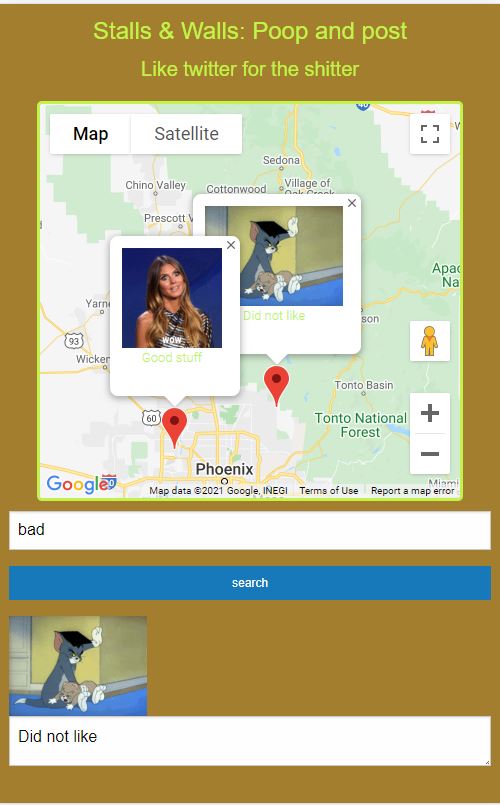 Stalls & Walls: Poop and post
Like twitter for the shitter
Map
Satellite
Sedona
Chino Valley
Cottonwood
Village of
Oak Creek
Prescott V
Apac
Na
Did not like
wow
Good stuff
Yarne
son
93
Wicken
Tonto Basin
60
Tonto National
Forest
Phoenix
Google
Map data ©2021 Google, INEGI
Terms of Use
Report a map error
Miami
bad
search
Did not like